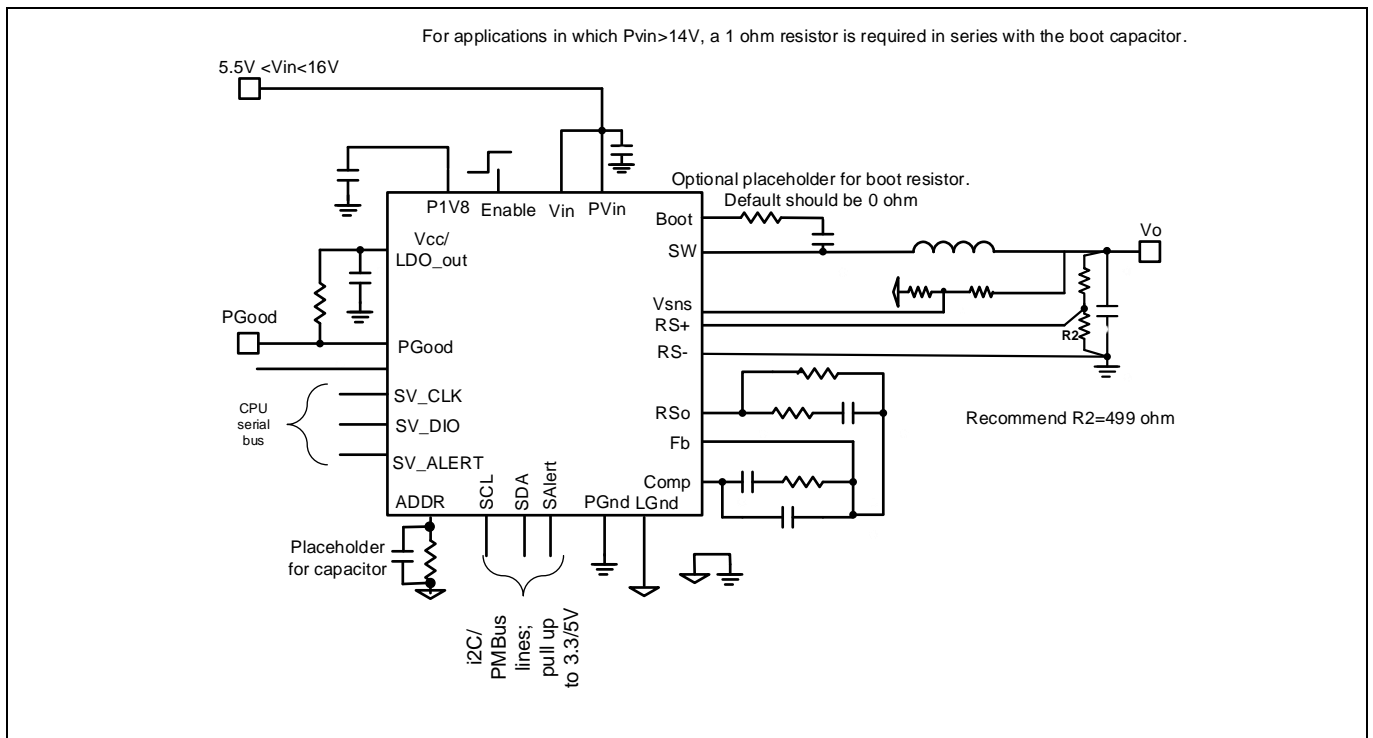 For applications in which Pvin>14V, a 1 ohm resistor is required in series with the boot capacitor.
5.5V <Vin<16V
Optional placeholder for boot resistor.
Default should be 0 ohm
P1V8
Enable
Vin
PVin
Boot
Vcc/
LDO_out
SW
Vo
Vsns
RS+
R2
RS-
PGood
PGood
SV_CLK
CPU
serial
bus
SV_DIO
SV_ALERT
RSo
Recommend R2=499 ohm
Fb
Comp
ADDR
SCL
SDA
SAlert
PGnd
LGnd
Placeholder
for capacitor
i2C/
PMBus
lines;
pull up
to 3.3/5V